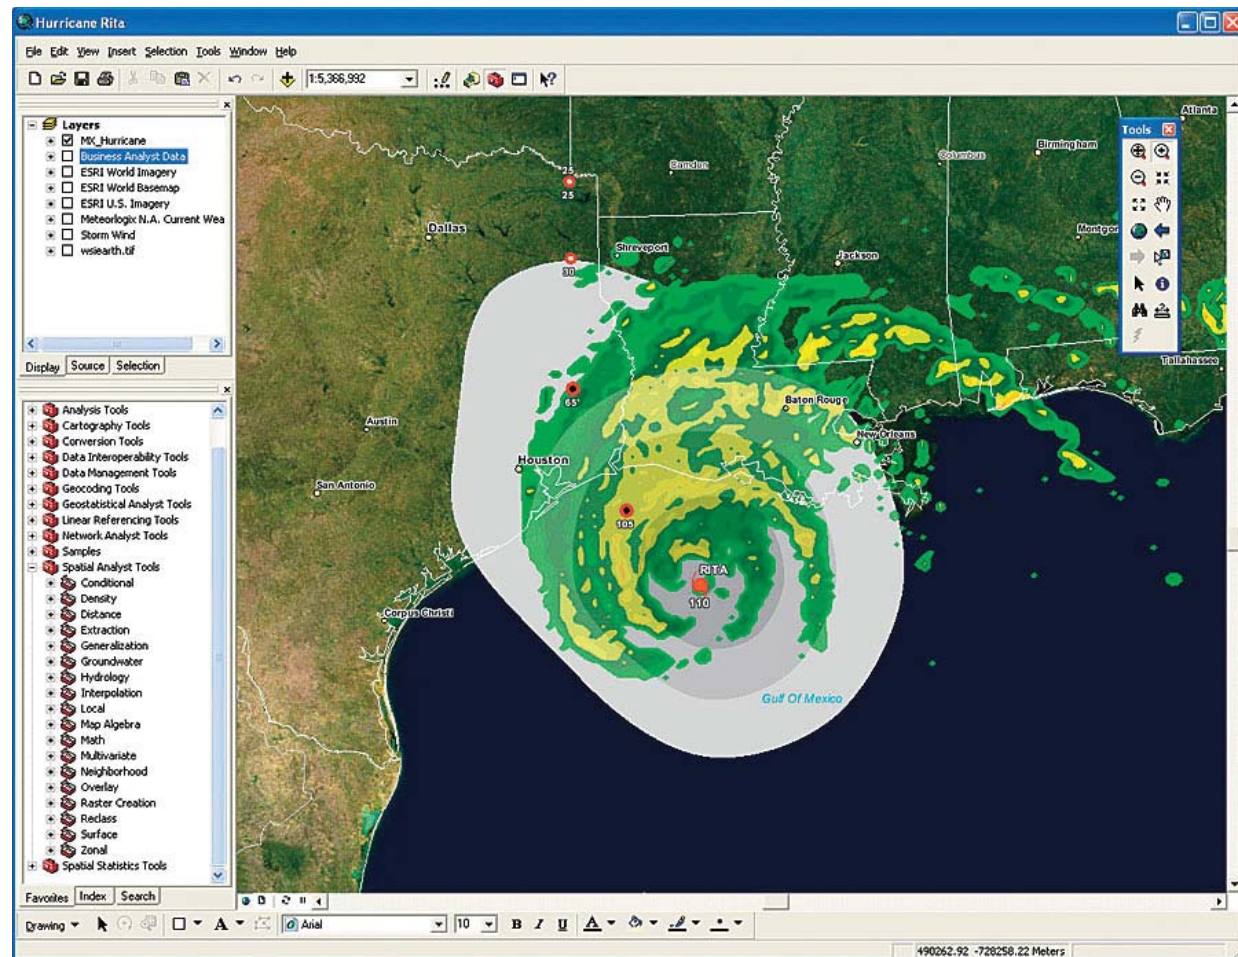 Hurricane Rita
File Edit View Insert Selection Tools Window Help
1:5,366,992
Layers
MX_Hurricane
Business Analyst Data
ESRI World Imagery
ESRI World Basemap
ESRI U.S. Imagery
Meteorlogix N.A. Current Wea
Storm Wind
wsiearth.tif
Display Source Selection
Analysis Tools
Cartography Tools
Conversion Tools
Data Interoperability Tools
Data Management Tools
Geocoding Tools
Geostatistical Analyst Tools
Linear Referencing Tools
Network Analyst Tools
Samples
Spatial Analyst Tools
Conditional
Density
Distance
Extraction
Generalization
Groundwater
Hydrology
Interpolation
Local
Map Algebra
Math
Multivariate
Neighborhood
Overlay
Raster Creation
Reclass
Surface
Zonal
Spatial Statistics Tools
Favorites Index Search
Atlanta
Tools
Birmingham
Columbus
Camden
25
25
Dallas
Montgor
Shreveport
Jackson
30
Tallahassee
65
Baton Rouge
Austin
New Orleans
Houston
San Antonio
105
RITA
110
Corpus Christi
Gulf Of Mexico
Drawing A Arial 10 B I U A
490262.92 -728258.22 Meters